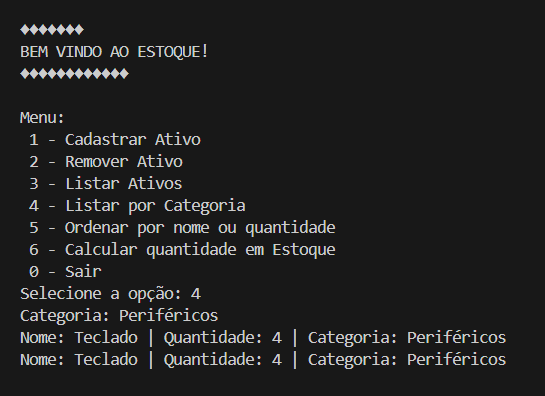 ♦♦♦♦♦♦♦
BEM VINDO AO ESTOQUE!
♦♦♦♦♦♦♦♦♦♦♦♦

Menu:
 1 - Cadastrar Ativo
 2 - Remover Ativo
 3 - Listar Ativos
 4 - Listar por Categoria
 5 - Ordenar por nome ou quantidade
 6 - Calcular quantidade em Estoque
 0 - Sair
Selecione a opção: 4
Categoria: Periféricos
Nome: Teclado | Quantidade: 4 | Categoria: Periféricos
Nome: Teclado | Quantidade: 4 | Categoria: Periféricos